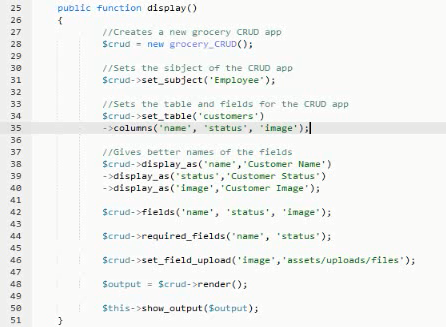 25 public function display()
26 {
27 //Creates a new grocery CRUD app
28 $crud = new grocery_CRUD();
29
30 //Sets the sibject of the CRUD app
31 $crud->set_subject('Employee');
32
33 //Sets the table and fields for the CRUD app
34 $crud->set_table('customers')
35 ->columns('name', 'status', 'image');
36
37 //Gives better names of the fields
38 $crud->display_as('name','Customer Name')
39 ->display_as('status','Customer Status')
40 ->display_as('image','Customer Image');
41
42 $crud->fields('name', 'status', 'image');
43
44 $crud->required_fields('name', 'status');
45
46 $crud->set_field_upload('image','assets/uploads/files');
47
48 $output = $crud->render();
49
50 $this->show_output($output);
51 }